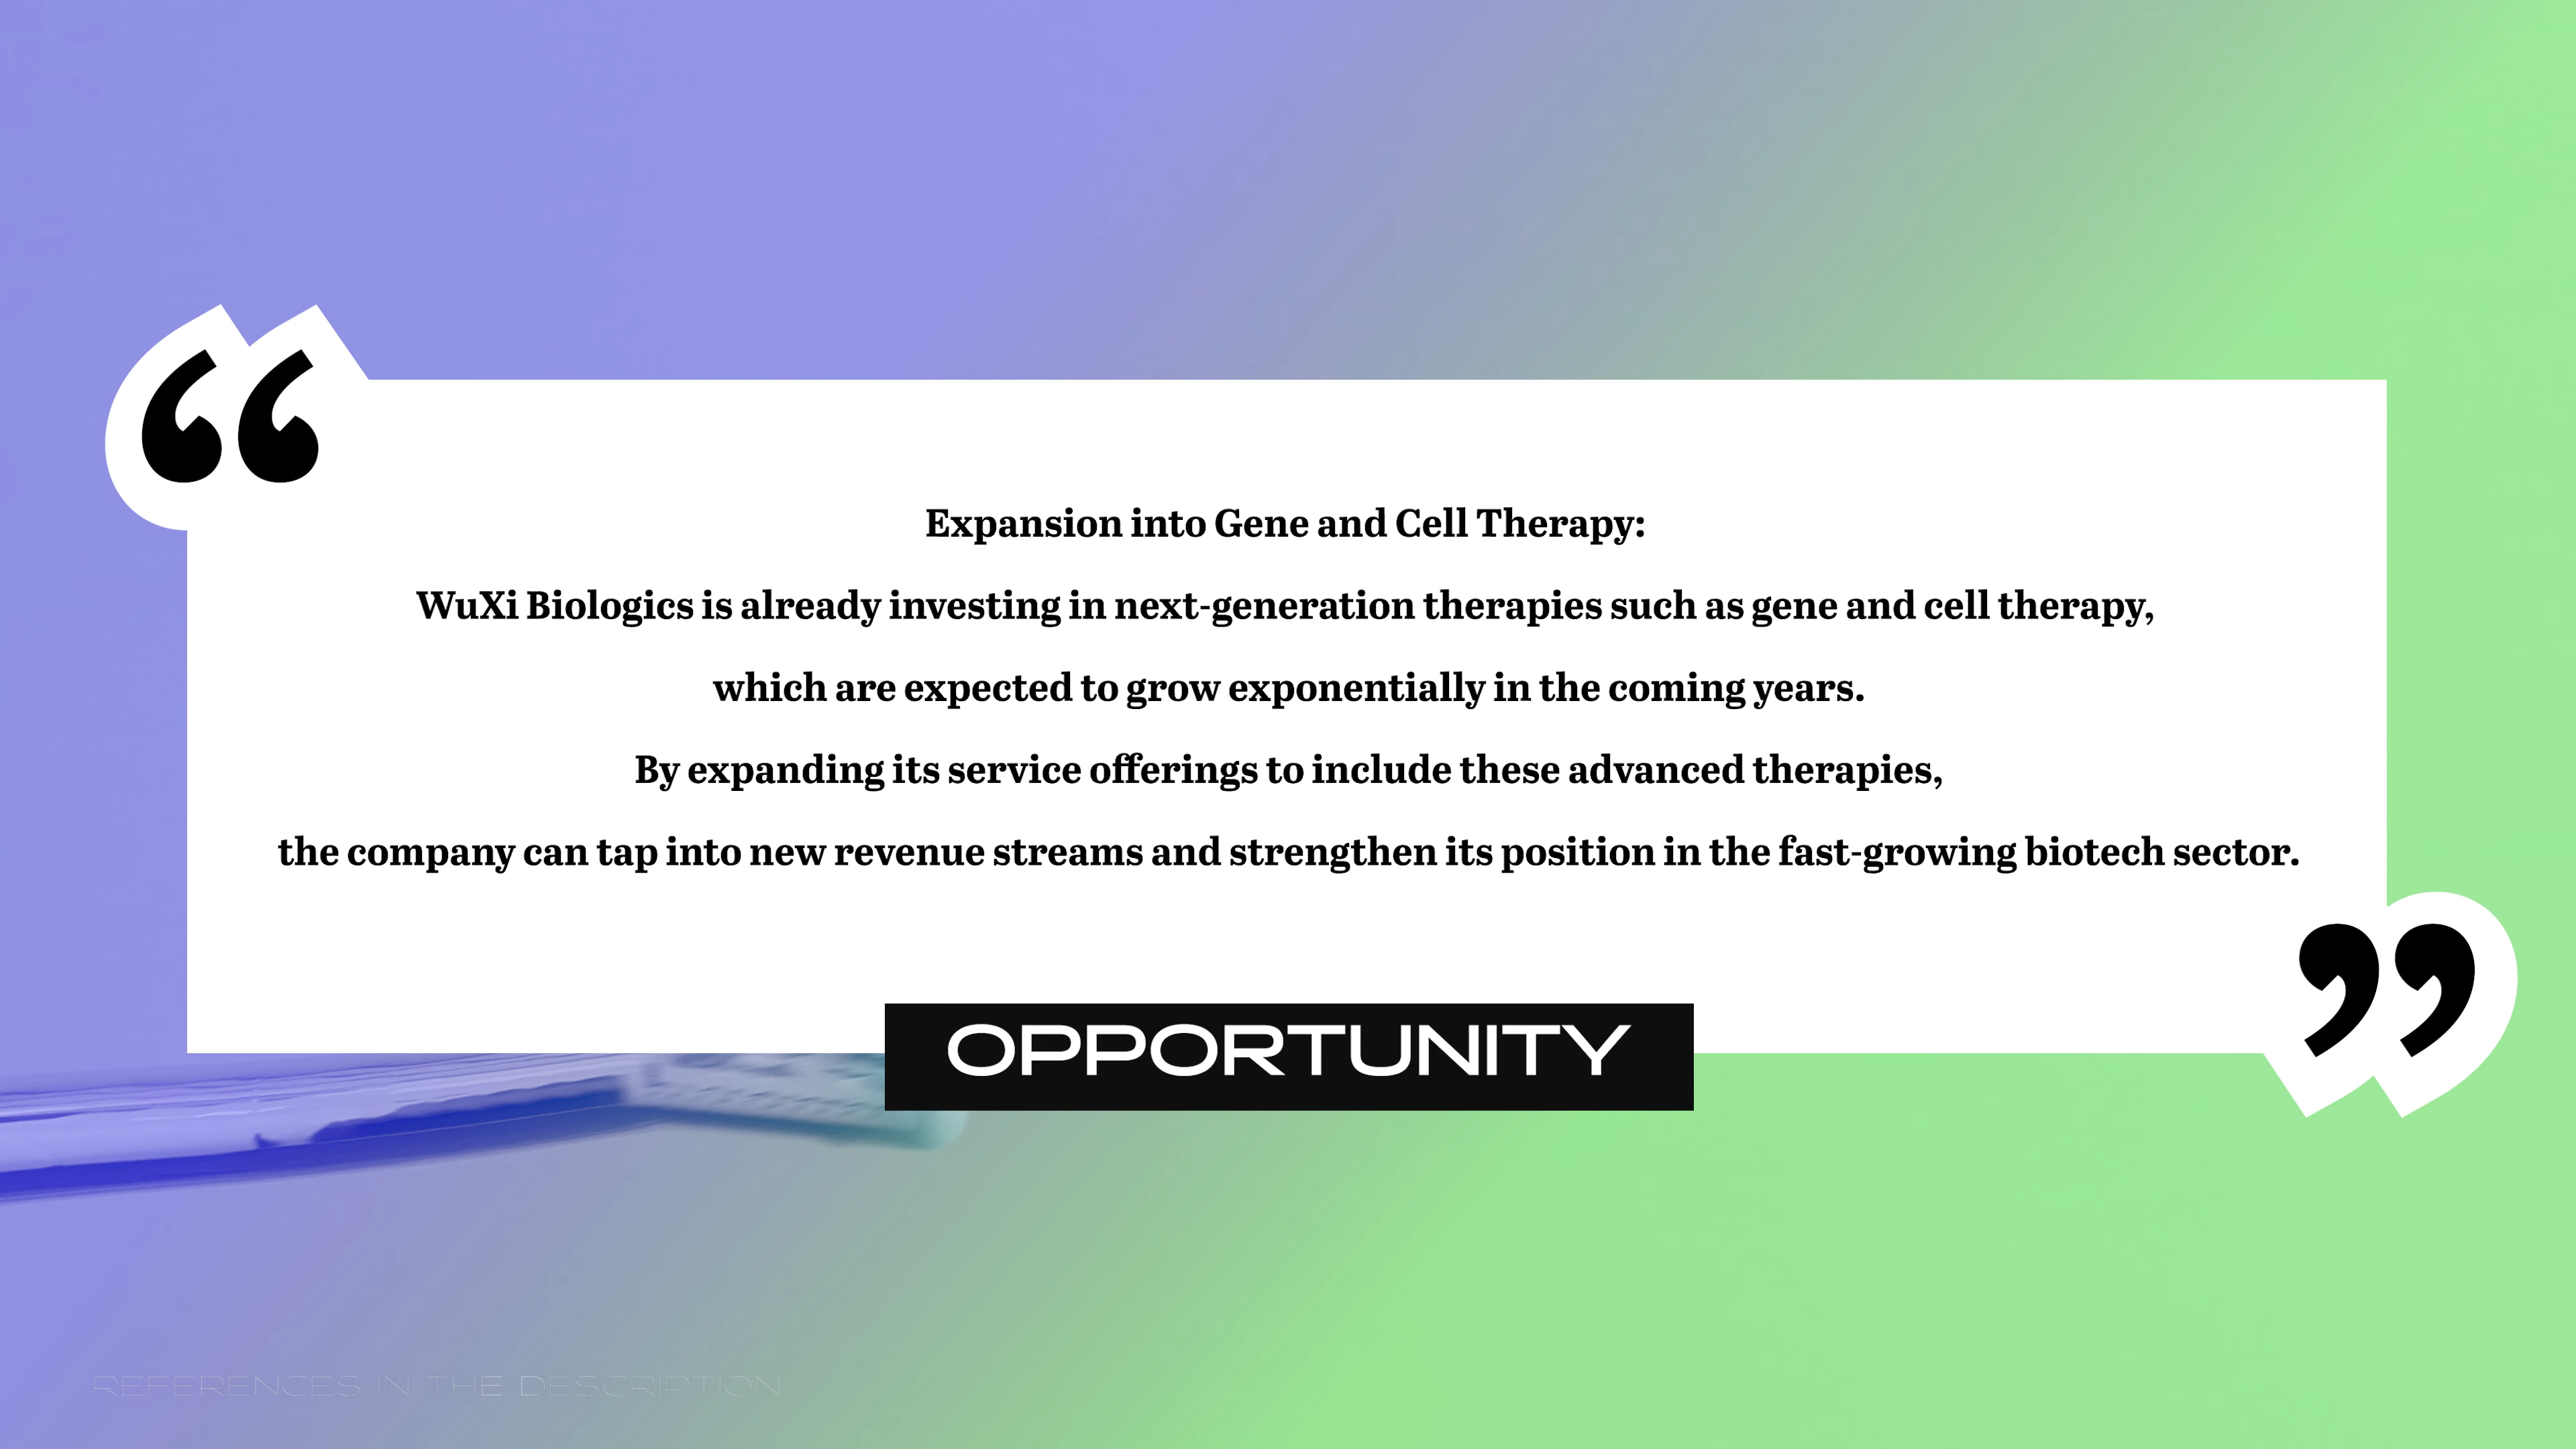 Expansion into Gene and Cell Therapy:
WuXi Biologics is already investing in next-generation therapies such as gene and cell therapy,
which are expected to grow exponentially in the coming years.
By expanding its service offerings to include these advanced therapies,
the company can tap into new revenue streams and strengthen its position in the fast-growing biotech sector.
OPPORTUNITY
REFERENCES IN THE DESCRIPTION